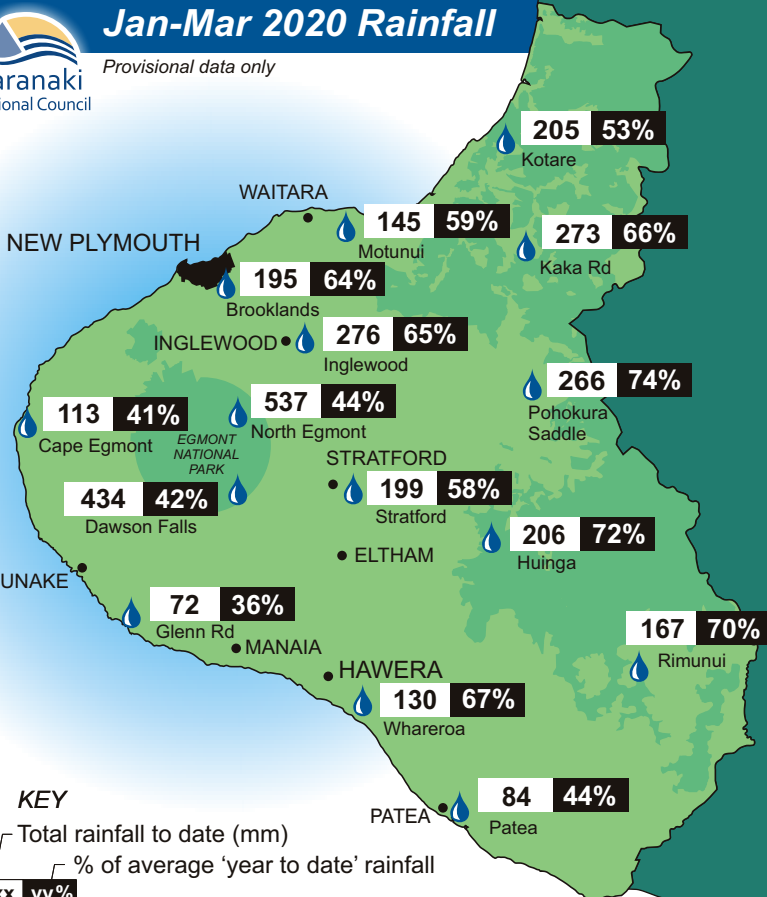 Jan-Mar 2020 Rainfall
Provisional data only
aranaki
ional Council
205 53%
Kotare
WAITARA
145 59%
Motunui
NEW PLYMOUTH
273 66%
Kaka Rd
195 64%
Brooklands
INGLEWOOD
276 65%
Inglewood
266 74%
Pohokura
Saddle
113 41%
Cape Egmont
537 44%
North Egmont
EGMONT
NATIONAL
PARK
STRATFORD
434 42%
Dawson Falls
199 58%
Stratford
206 72%
Huinga
ELTHAM
UNAKE
72 36%
Glenn Rd
MANAIA
167 70%
Rimunui
HAWERA
130 67%
Whareroa
PATEA
84 44%
Patea
KEY
Total rainfall to date (mm)
% of average ‘year to date’ rainfall
xx yy%